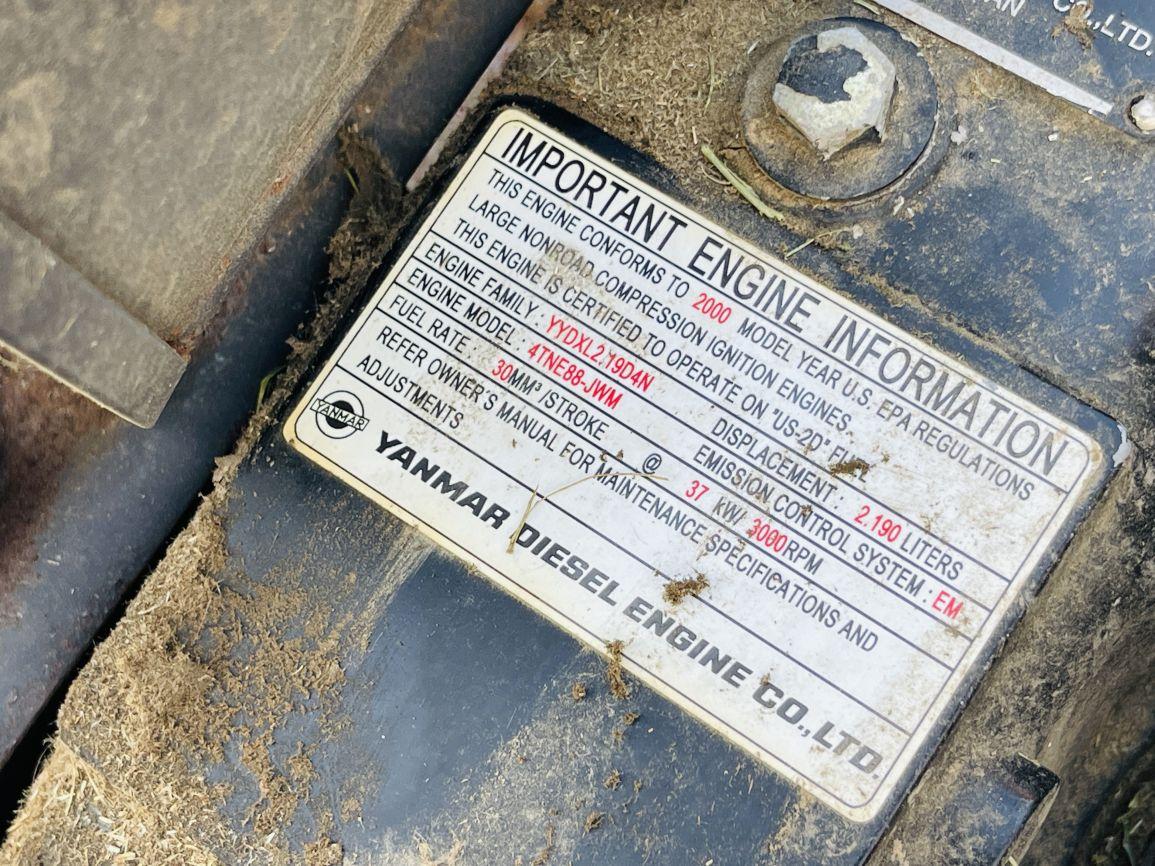 CO.,LTD.
IMPORTANT ENGINE INFORMATION
THIS ENGINE CONFORMS TO 2000 MODEL YEAR U.S. EPA REGULATIONS
LARGE NONROAD COMPRESSION IGNITION ENGINES.
THIS ENGINE IS CERTIFIED TO OPERATE ON "US-2D" FUEL
ENGINE FAMILY : YYDXL2.19D4N DISPLACEMENT : 2.190 LITERS
ENGINE MODEL : 4TNE88-JWM EMISSION CONTROL SYSTEM : EM
FUEL RATE : 30MM³ /STROKE @ 37 kW/ 3000RPM
REFER OWNER'S MANUAL FOR MAINTENANCE SPECIFICATIONS AND
ADJUSTMENTS
YANMAR YANMAR DIESEL ENGINE CO.,LTD.